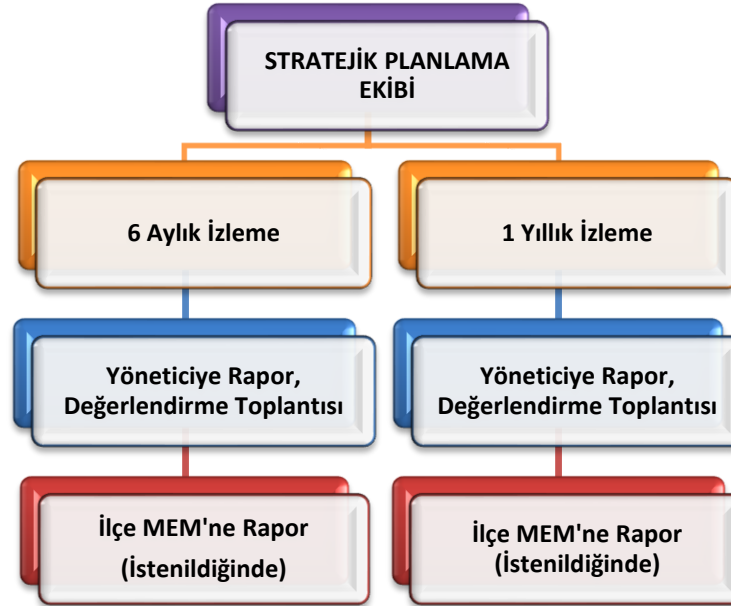 STRATEJİK PLANLAMA
EKİBİ
6 Aylık İzleme
1 Yıllık İzleme
Yöneticiye Rapor,
Değerlendirme Toplantısı
Yöneticiye Rapor,
Değerlendirme Toplantısı
İlçe MEM'ne Rapor
(İstenildiğinde)
İlçe MEM'ne Rapor
(İstenildiğinde)